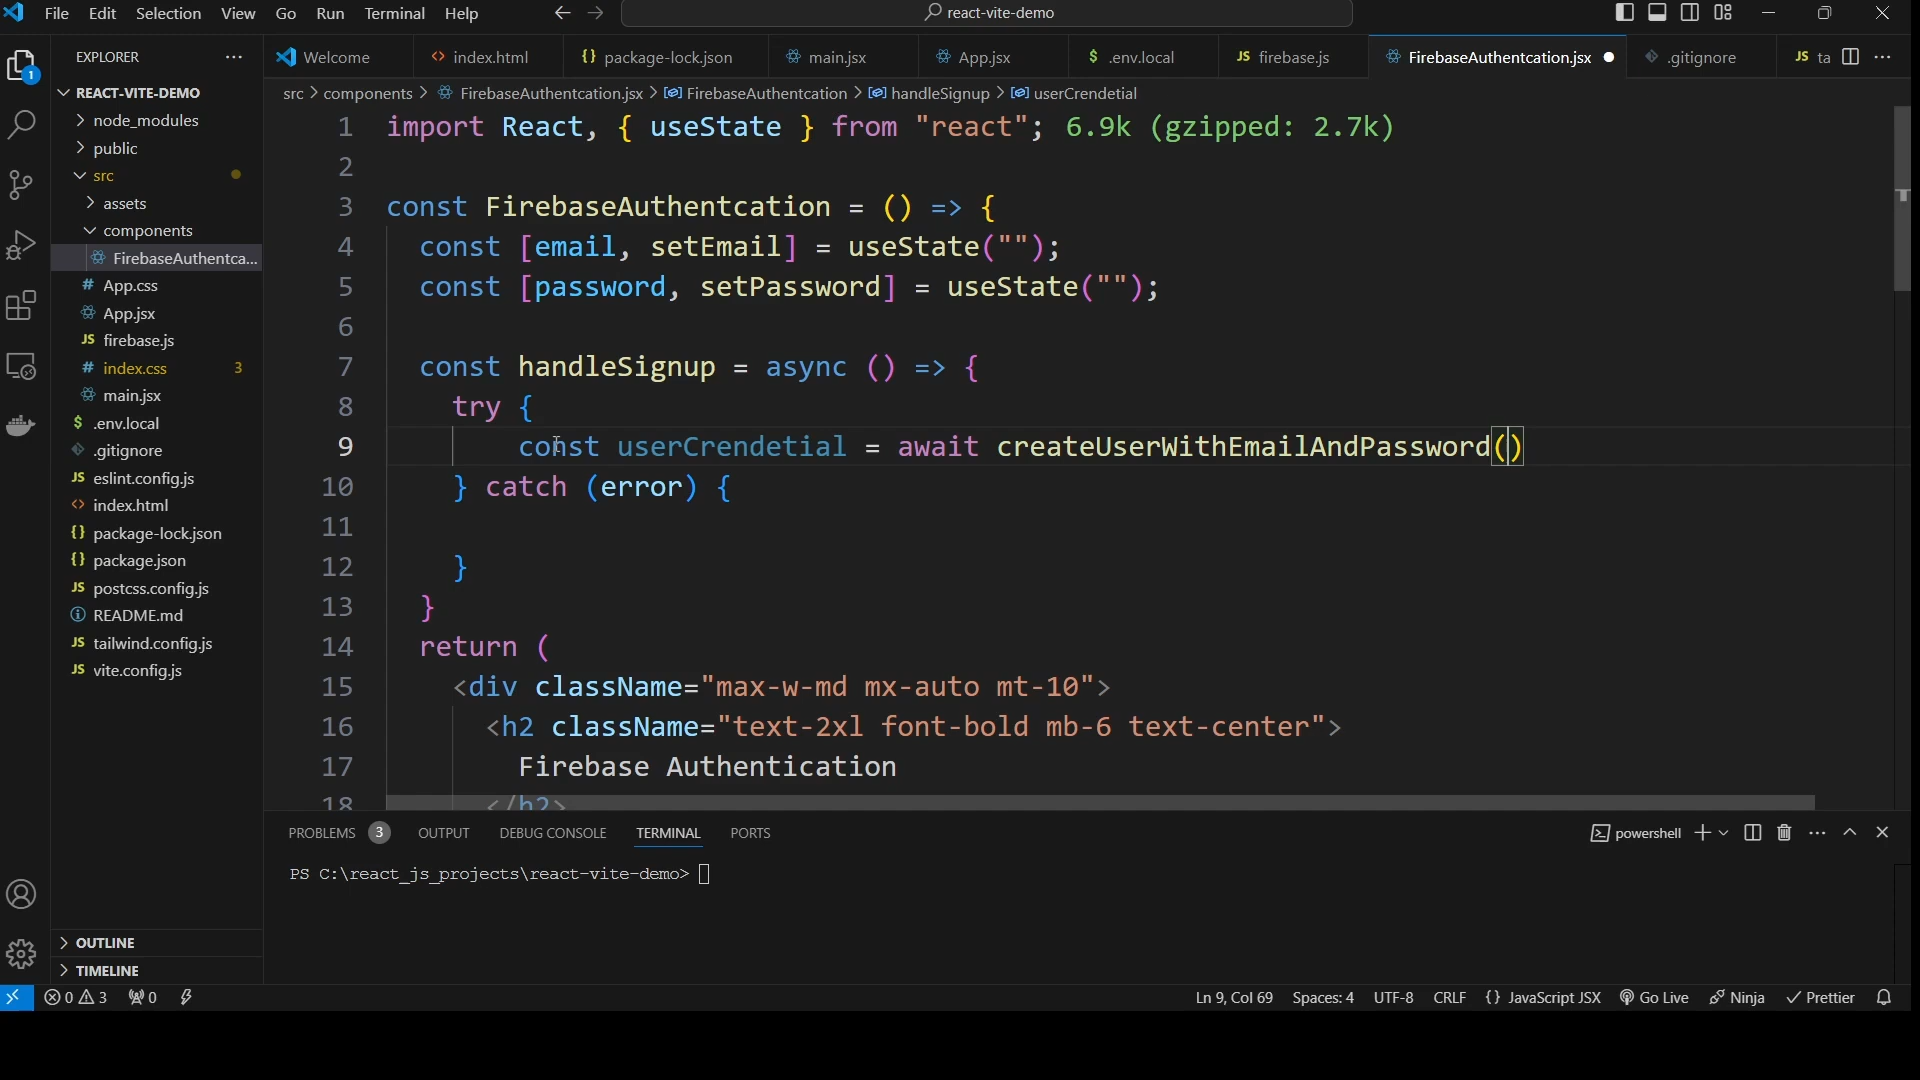 File Edit Selection View Go Run Terminal Help
react-vite-demo
EXPLORER
1
REACT-VITE-DEMO
node_modules
public
src
assets
components
FirebaseAuthentca...
App.css
App.jsx
firebase.js
index.css 3
main.jsx
.env.local
.gitignore
eslint.config.js
index.html
package-lock.json
package.json
postcss.config.js
README.md
tailwind.config.js
vite.config.js
OUTLINE
TIMELINE
Welcome index.html package-lock.json main.jsx App.jsx .env.local firebase.js FirebaseAuthentcation.jsx .gitignore ta
src > components > FirebaseAuthentcation.jsx > FirebaseAuthentcation > handleSignup > userCrendetial
1 import React, { useState } from "react"; 6.9k (gzipped: 2.7k)
2
3 const FirebaseAuthentcation = () => {
4 const [email, setEmail] = useState("");
5 const [password, setPassword] = useState("");
6
7 const handleSignup = async () => {
8 try {
9 const userCrendetial = await createUserWithEmailAndPassword()
10 } catch (error) {
11
12 }
13 }
14 return (
15 <div className="max-w-md mx-auto mt-10">
16 <h2 className="text-2xl font-bold mb-6 text-center">
17 Firebase Authentication
18 </h2>
PROBLEMS 3 OUTPUT DEBUG CONSOLE TERMINAL PORTS
powershell
PS C:\react_js_projects\react-vite-demo>
0 3 0
Ln 9, Col 69 Spaces: 4 UTF-8 CRLF {} JavaScript JSX Go Live Ninja Prettier